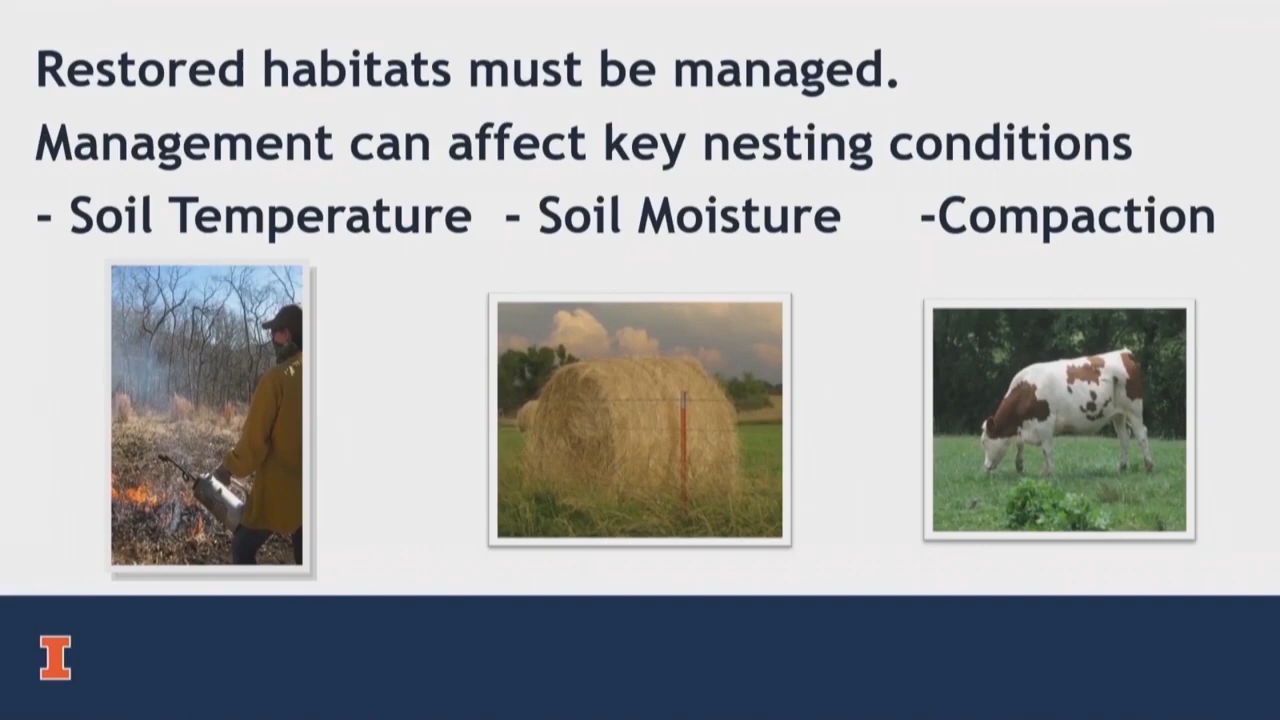 Restored habitats must be managed.
Management can affect key nesting conditions
- Soil Temperature - Soil Moisture -Compaction
I